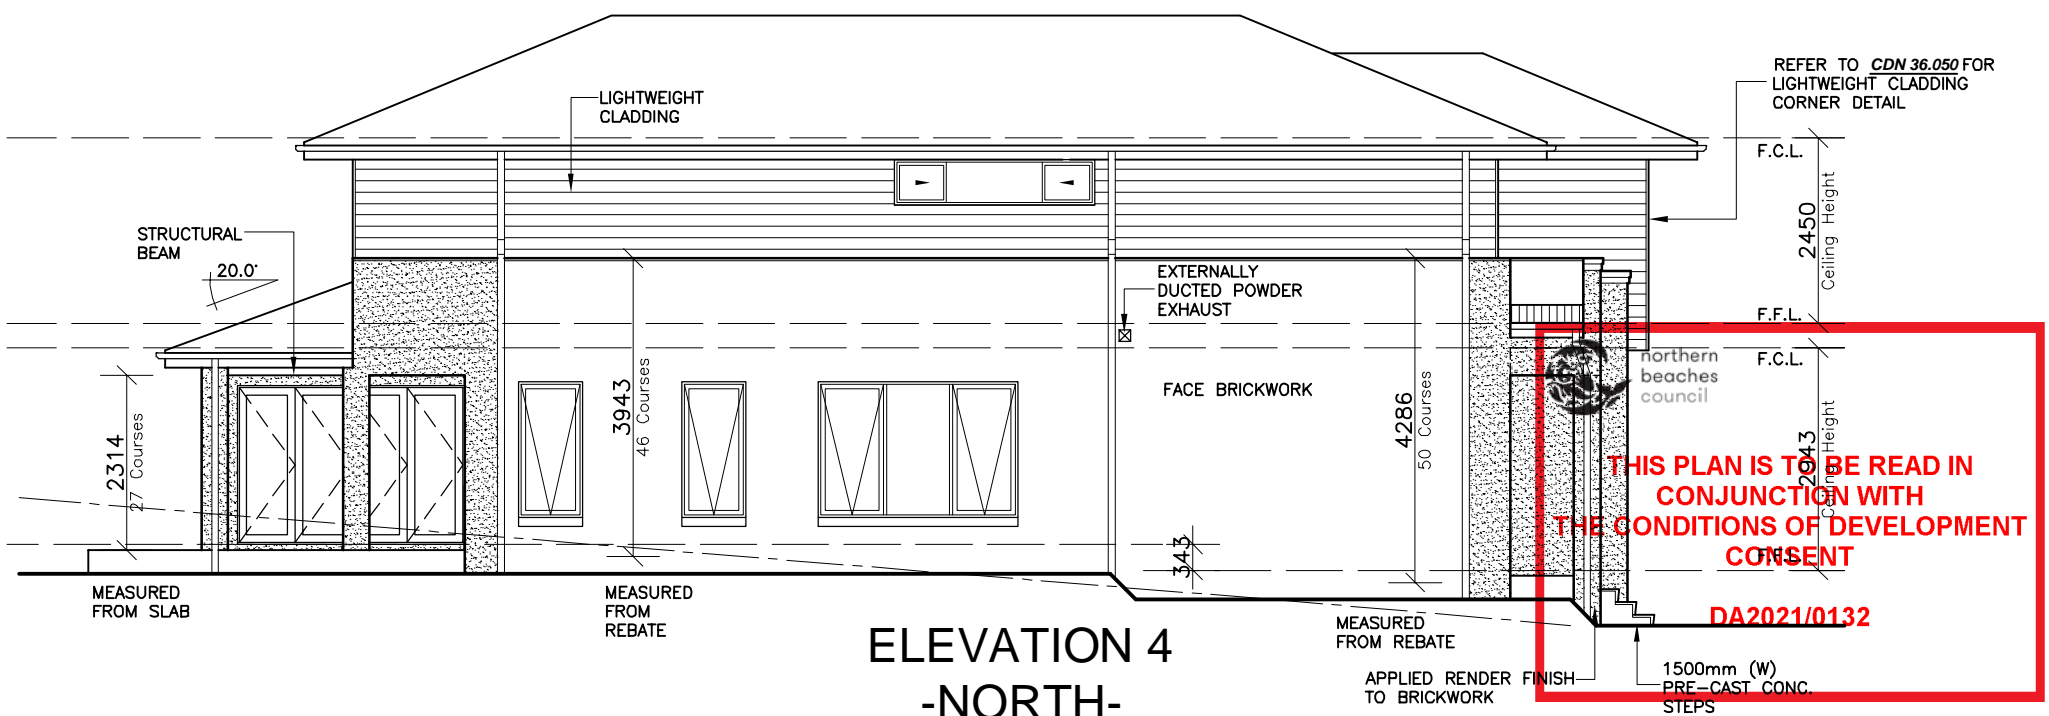 REFER TO CDN 36.050 FOR
LIGHTWEIGHT CLADDING
CORNER DETAIL
LIGHTWEIGHT
CLADDING
F.C.L.
2450
Ceiling Height
STRUCTURAL
BEAM
20.0°
EXTERNALLY
DUCTED POWDER
EXHAUST
F.F.L.
F.C.L.
northern
beaches
council
FACE BRICKWORK
2314
27 Courses
3943
46 Courses
4286
50 Courses
2943
Ceiling Height
343
THIS PLAN IS TO BE READ IN
CONJUNCTION WITH
THE CONDITIONS OF DEVELOPMENT
CONSENT
F.F.L.
DA2021/0132
MEASURED
FROM SLAB
MEASURED
FROM
REBATE
MEASURED
FROM REBATE
APPLIED RENDER FINISH
TO BRICKWORK
1500mm (W)
PRE-CAST CONC.
STEPS
ELEVATION 4
-NORTH-